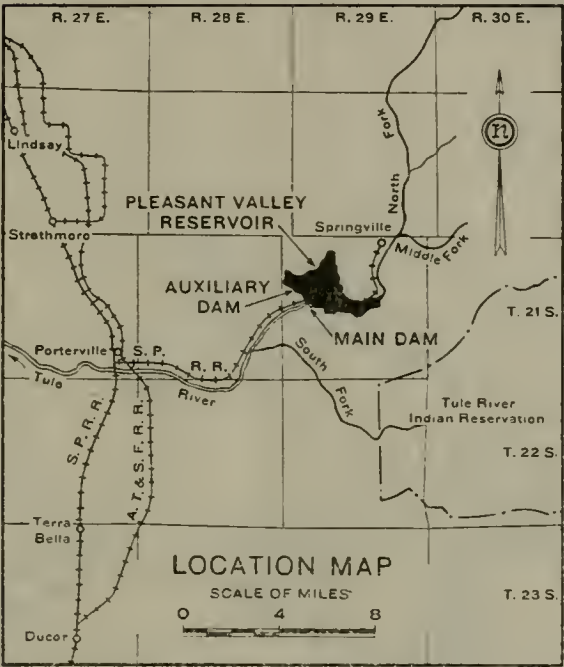 R. 27 E.
R. 28 E.
R. 29 E.
R. 30 E.
Lindsay
Fork
North
n
PLEASANT VALLEY
RESERVOIR
Springville
Strathmore
Middle Fork
AUXILIARY
DAM
T. 21 S.
MAIN DAM
Porterville
S. P.
R. R.
South
Fork
Tule
River
Tule River
Indian Reservation
S. P. R. R.
A. T. & S. F. R. R.
T. 22 S.
Terra
Bella
LOCATION MAP
SCALE OF MILES
0 4 8
T. 23 S.
Ducor